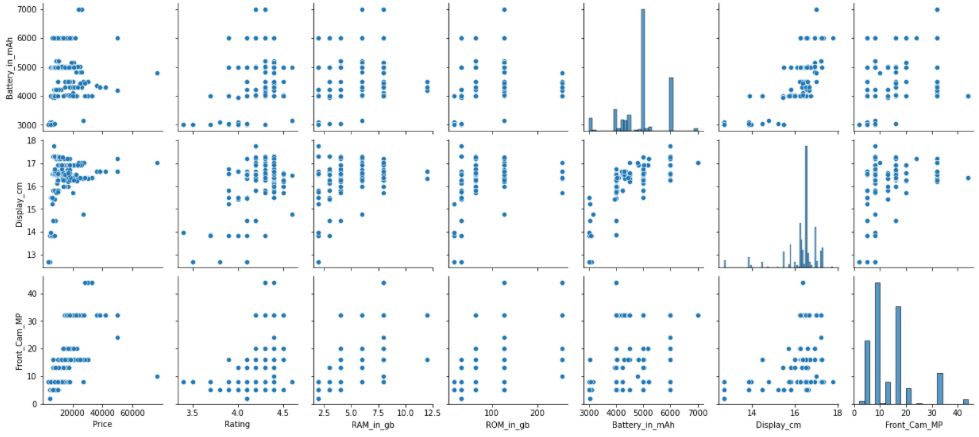 7000
6000
5000
4000
3000
Battery_in_mAh
18
17
16
15
14
13
Display_cm
40
30
20
10
0
Front_Cam_MP
20000 40000 60000
Price
3.5 4.0 4.5
Rating
2.5 5.0 7.5 10.0 12.5
RAM_in_gb
0 100 200
ROM_in_gb
3000 4000 5000 6000 7000
Battery_in_mAh
14 16 18
Display_cm
0 10 20 30 40
Front_Cam_MP